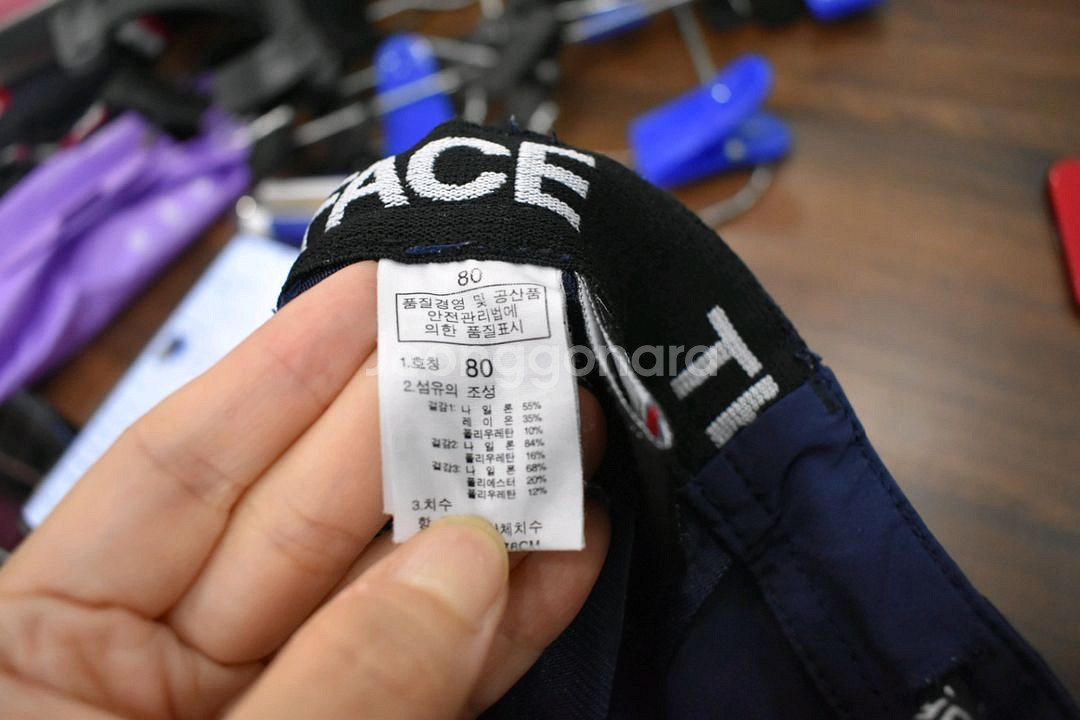 FACE
80
품질경영 및 공산품
안전관리법에
의한 품질표시
1.호칭 80
2.섬유의 조성
겉감1: 나 일 론 55%
레 이 온 35%
폴리우레탄 10%
겉감2: 나 일 론 84%
폴리우레탄 16%
겉감3: 나 일 론 68%
폴리에스터 20%
폴리우레탄 12%
3.치수